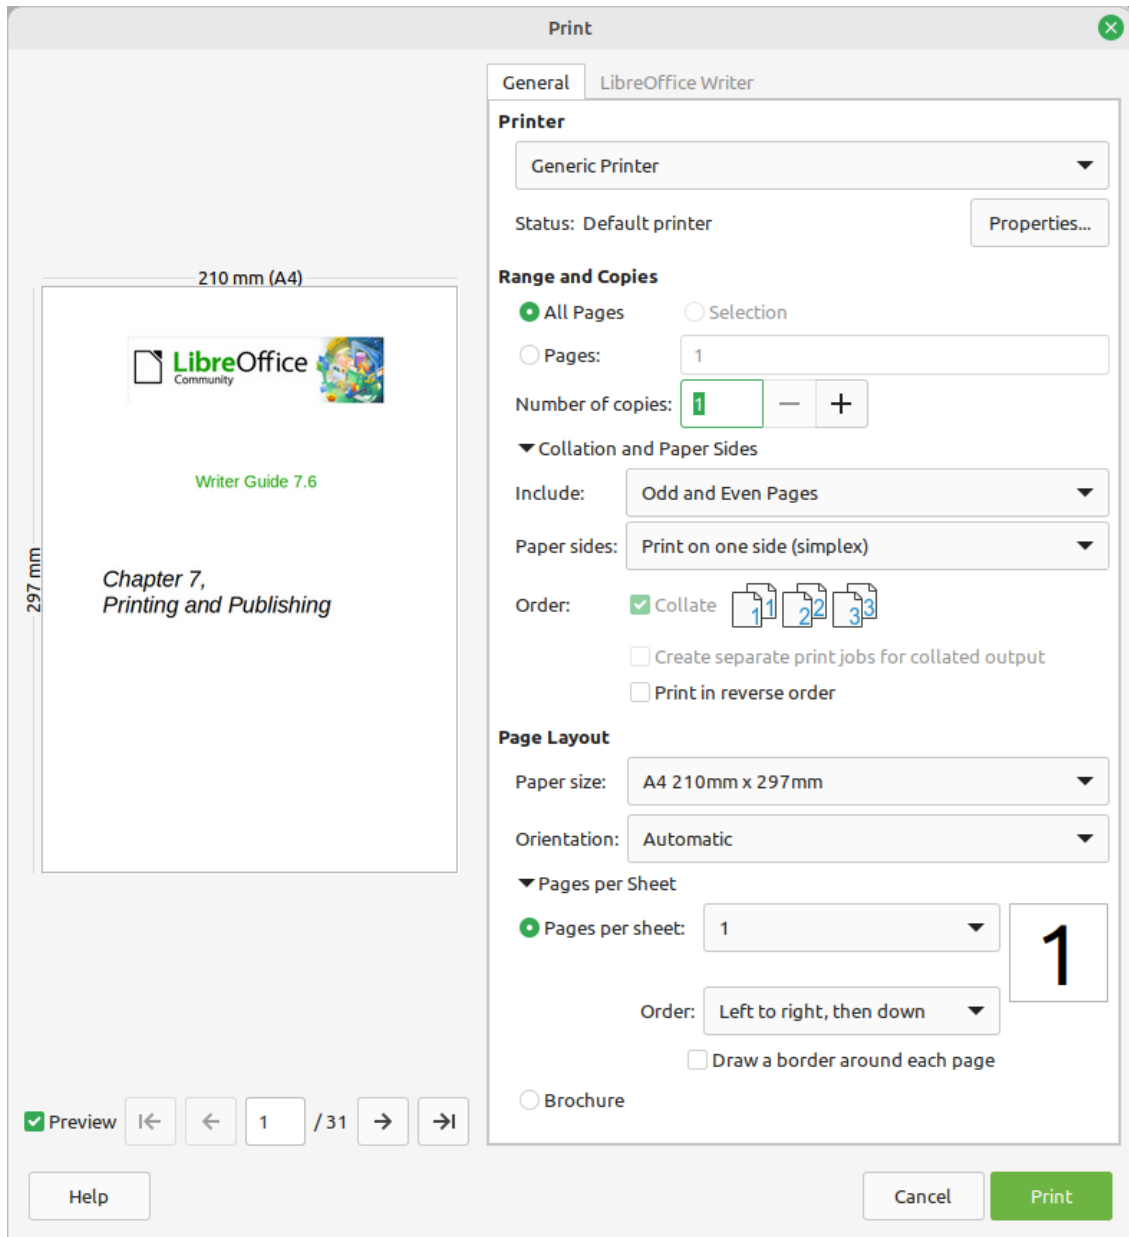 Print
General LibreOffice Writer
Printer
Generic Printer
Status: Default printer Properties...
210 mm (A4)
297 mm
LibreOffice
Community
Writer Guide 7.6
Chapter 7,
Printing and Publishing
Range and Copies
All Pages Selection
Pages: 1
Number of copies: 1
Collation and Paper Sides
Include: Odd and Even Pages
Paper sides: Print on one side (simplex)
Order: Collate 1 1 2 2 3 3
Create separate print jobs for collated output
Print in reverse order
Page Layout
Paper size: A4 210mm x 297mm
Orientation: Automatic
Pages per Sheet
Pages per sheet: 1 1
Order: Left to right, then down
Draw a border around each page
Brochure
Preview 1 / 31
Help Cancel Print